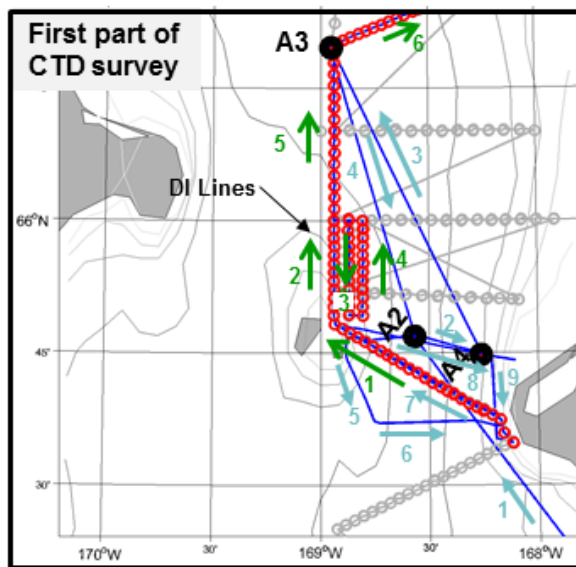 First part of
CTD survey
A3
6
5
3
4
DI Lines
66°N
2
4
3
A2
2
A4
45'
8
9
1
7
5
6
30'
1
170°W
30'
169°W
30'
168°W